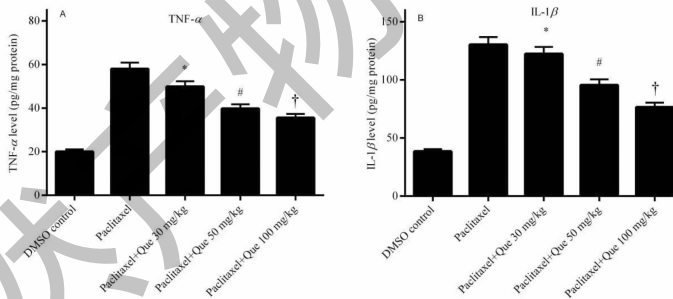 A
TNF-α
TNF-α level (pg/mg protein)
80
60
40
20
0
*
#
†
DMSO control
Paclitaxel
Paclitaxel+Que 30 mg/kg
Paclitaxel+Que 50 mg/kg
Paclitaxel+Que 100 mg/kg
B
IL-1β
IL-1β level (pg/mg protein)
150
100
50
0
*
#
†
DMSO control
Paclitaxel
Paclitaxel+Que 30 mg/kg
Paclitaxel+Que 50 mg/kg
Paclitaxel+Que 100 mg/kg